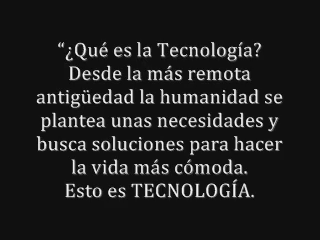 “¿Qué es la Tecnología?
Desde la más remota
antigüedad la humanidad se
plantea unas necesidades y
busca soluciones para hacer
la vida más cómoda.
Esto es TECNOLOGÍA.